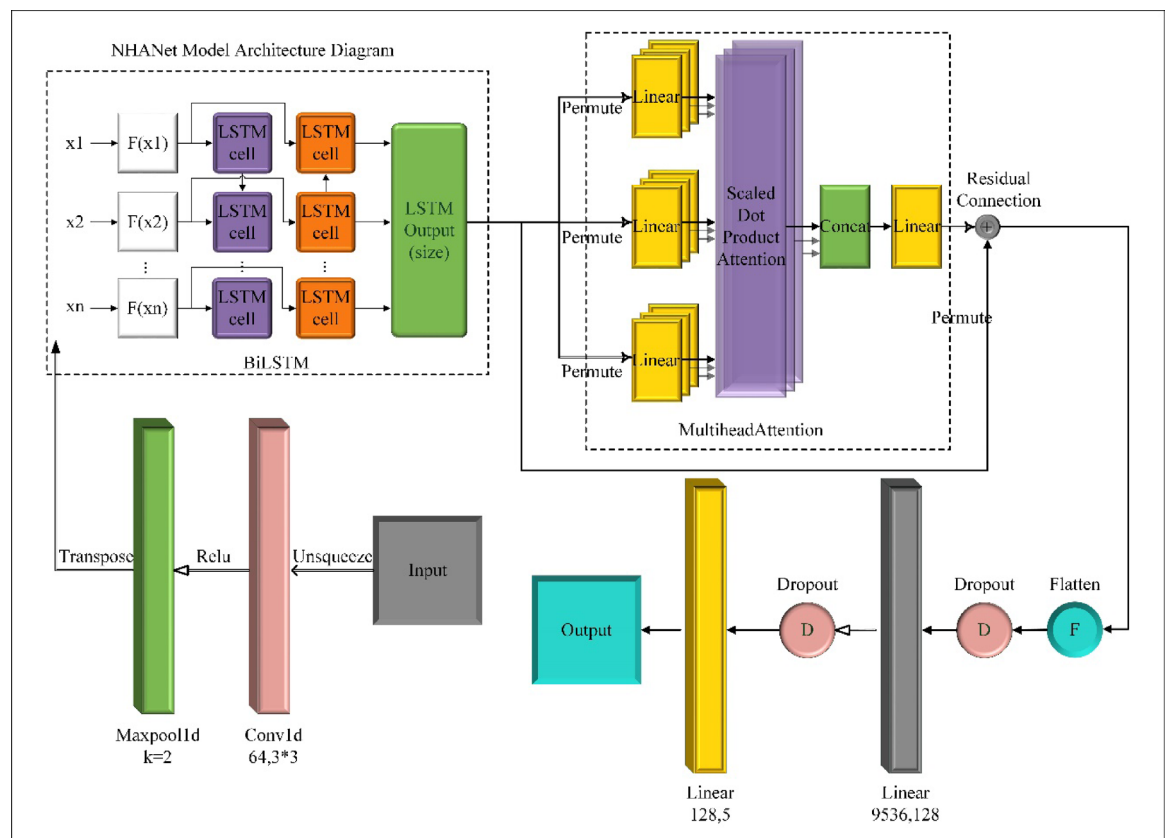 NHANet Model Architecture Diagram
x1
F(x1)
LSTM
cell
LSTM
cell
x2
F(x2)
LSTM
cell
LSTM
cell
xn
F(xn)
LSTM
cell
LSTM
cell
LSTM
Output
(size)
BiLSTM
Permute
Linear
Permute
Linear
Permute
Linear
Scaled
Dot
Product
Attention
Concat
Linear
MultiheadAttention
Residual
Connection
+
Permute
Transpose
Relu
Unsqueeze
Input
Maxpool1d
k=2
Conv1d
64,3*3
Output
Dropout
D
Dropout
D
Flatten
F
Linear
128,5
Linear
9536,128